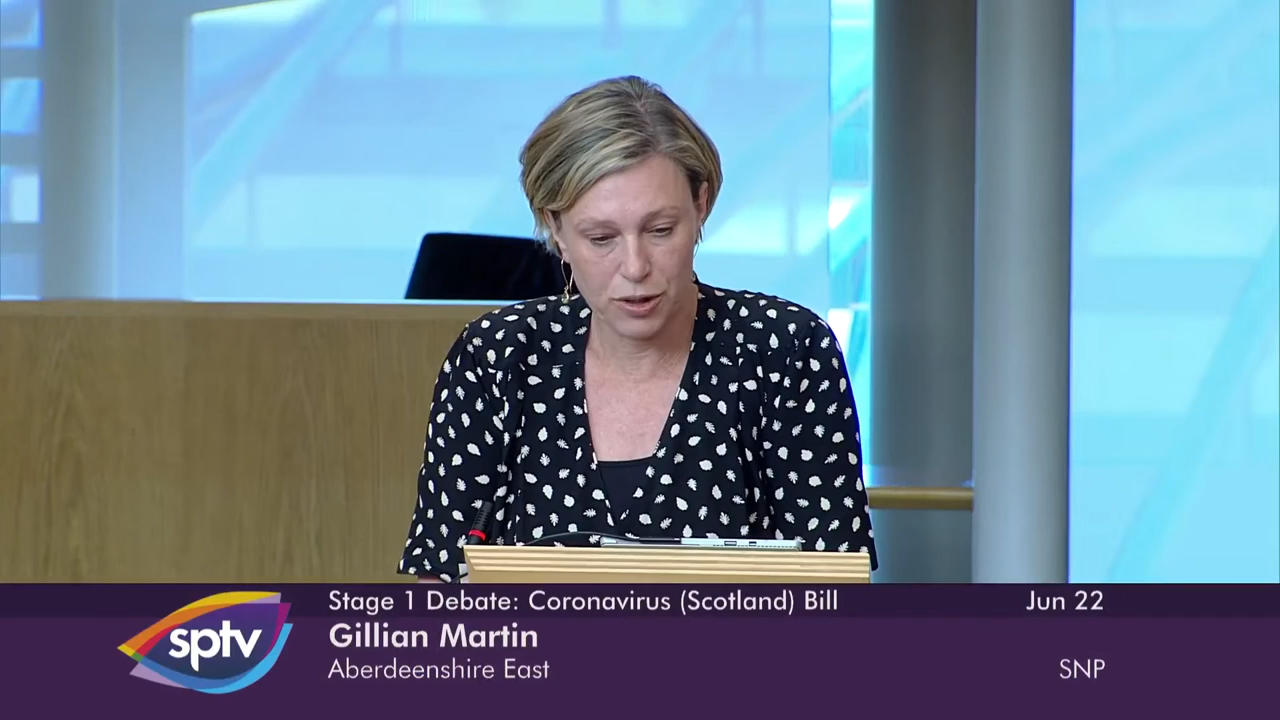 Stage 1 Debate: Coronavirus (Scotland) Bill Jun 22
sptv
Gillian Martin
Aberdeenshire East SNP